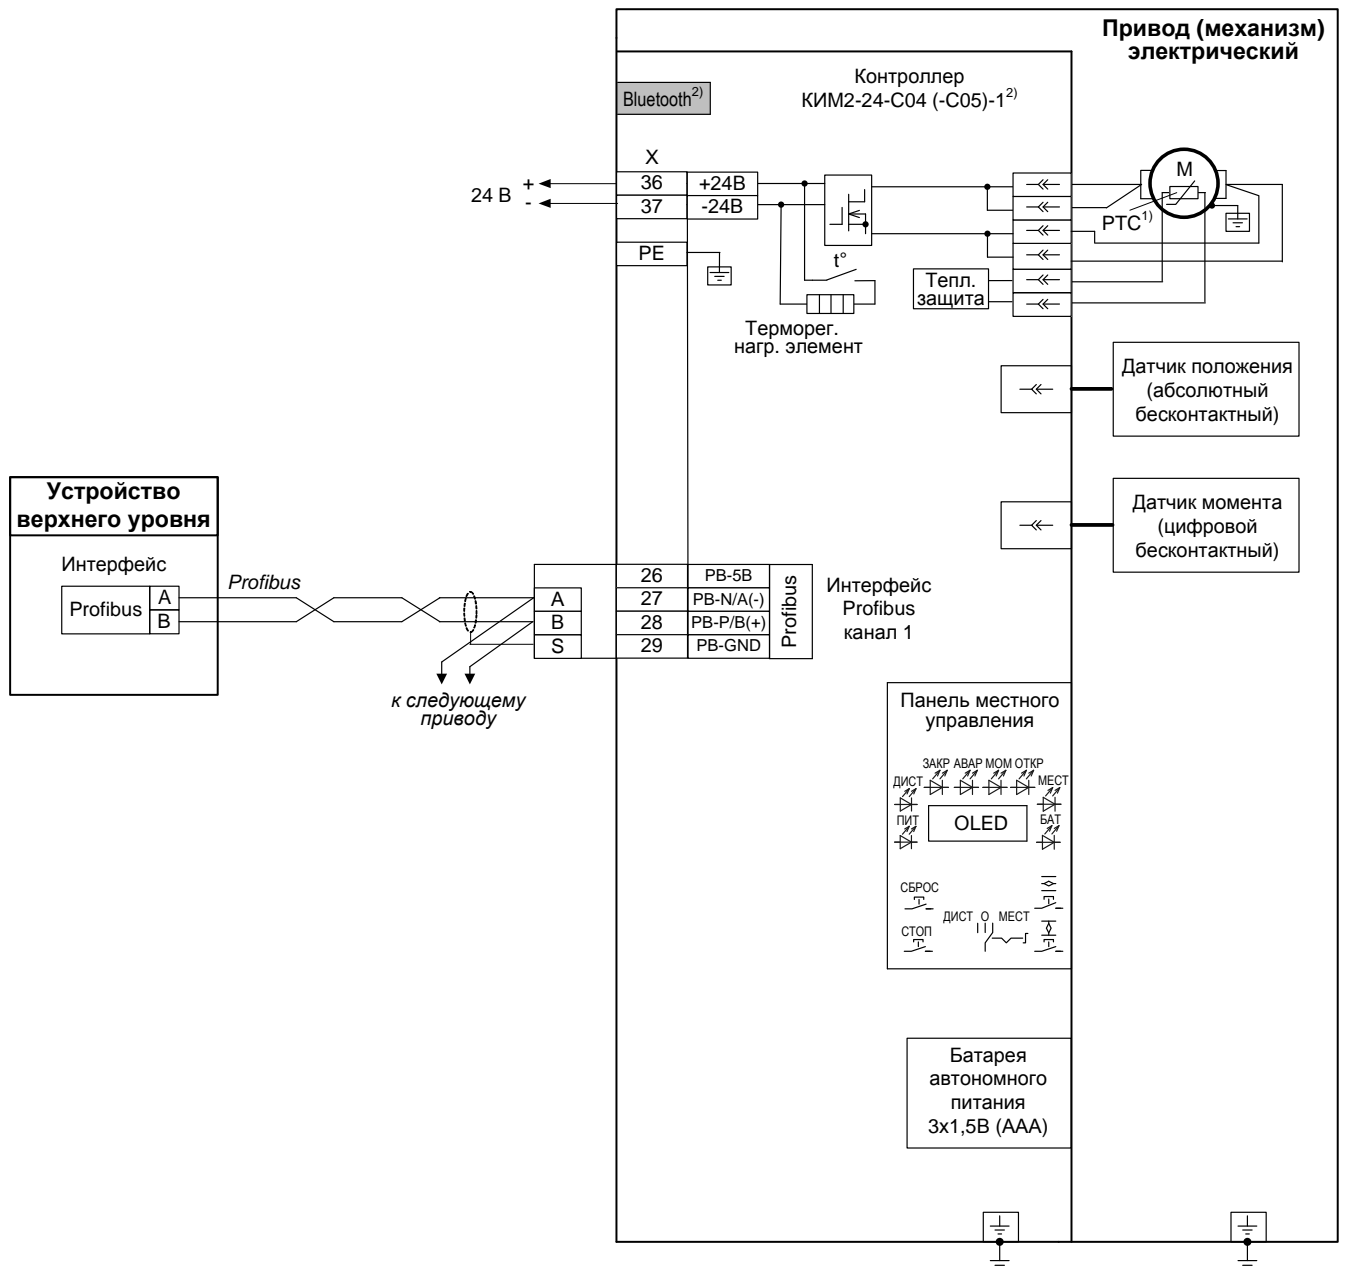 Привод (механизм)
электрический
Контроллер
КИМ2-24-С04 (-С05)-1²⁾
Bluetooth²⁾
X
24 В
+
-
36 +24В
37 -24В
PE
t°
Терморег.
нагр. элемент
Тепл.
защита
M
PTC¹⁾
Датчик положения
(абсолютный
бесконтактный)
Датчик момента
(цифровой
бесконтактный)
Устройство
верхнего уровня
Интерфейс
Profibus
A
B
Profibus
A
B
S
26 PB-5В
27 PB-N/A(-)
28 PB-P/B(+)
29 PB-GND
Profibus
Интерфейс
Profibus
канал 1
к следующему
приводу
Панель местного
управления
ЗАКР АВАР МОМ ОТКР
ДИСТ МЕСТ
ПИТ БАТ
OLED
СБРОС
ДИСТ О МЕСТ
СТОП
Батарея
автономного
питания
3х1,5В (ААА)